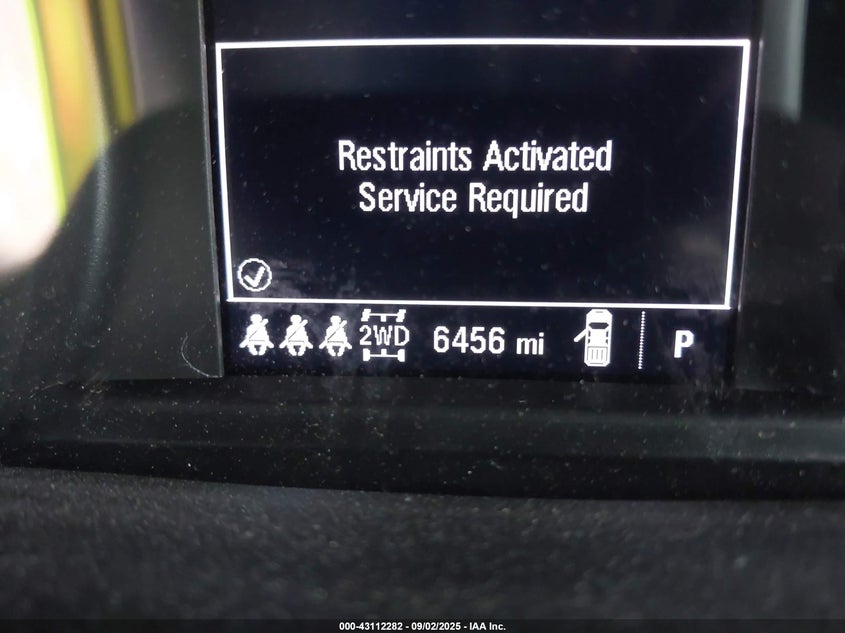 Restraints Activated
Service Required
2WD 6456 mi P
000-43112282 - 09/02/2025 - IAA Inc.